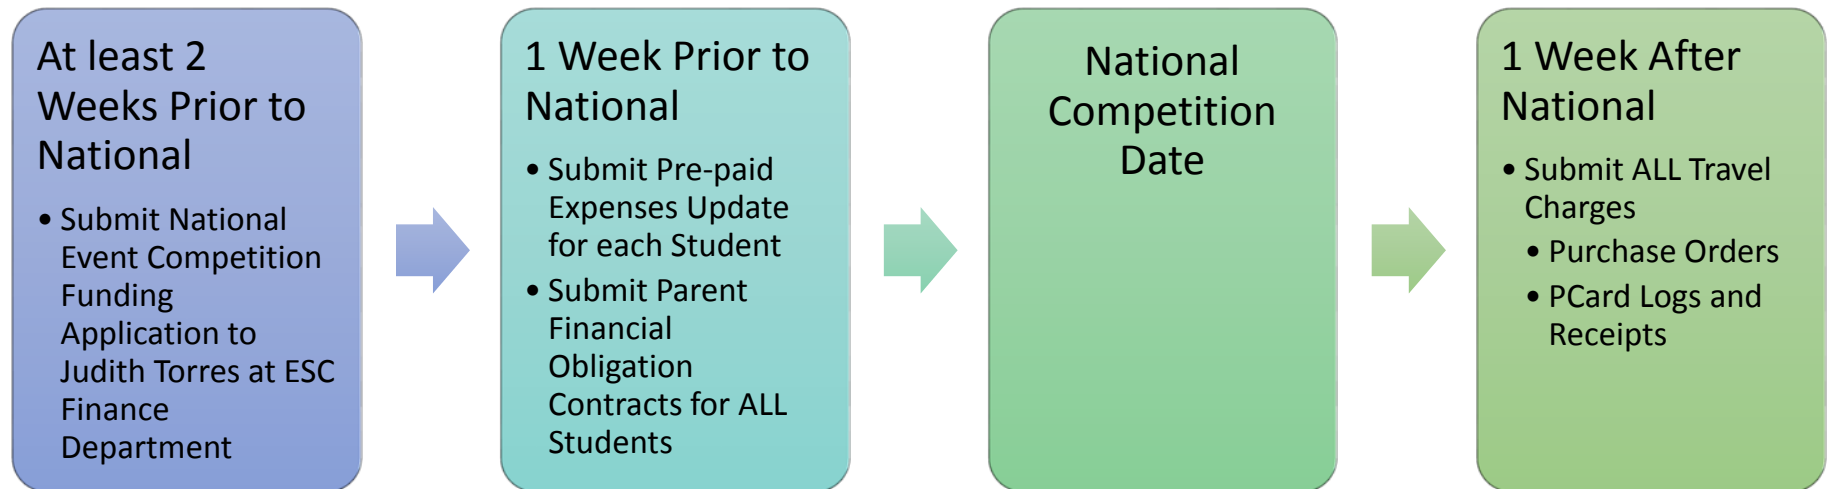 At least 2
Weeks Prior to
National
• Submit National
Event Competition
Funding
Application to
Judith Torres at ESC
Finance
Department
1 Week Prior to
National
• Submit Pre-paid
Expenses Update
for each Student
• Submit Parent
Financial
Obligation
Contracts for ALL
Students
National
Competition
Date
1 Week After
National
• Submit ALL Travel
Charges
• Purchase Orders
• PCard Logs and
Receipts